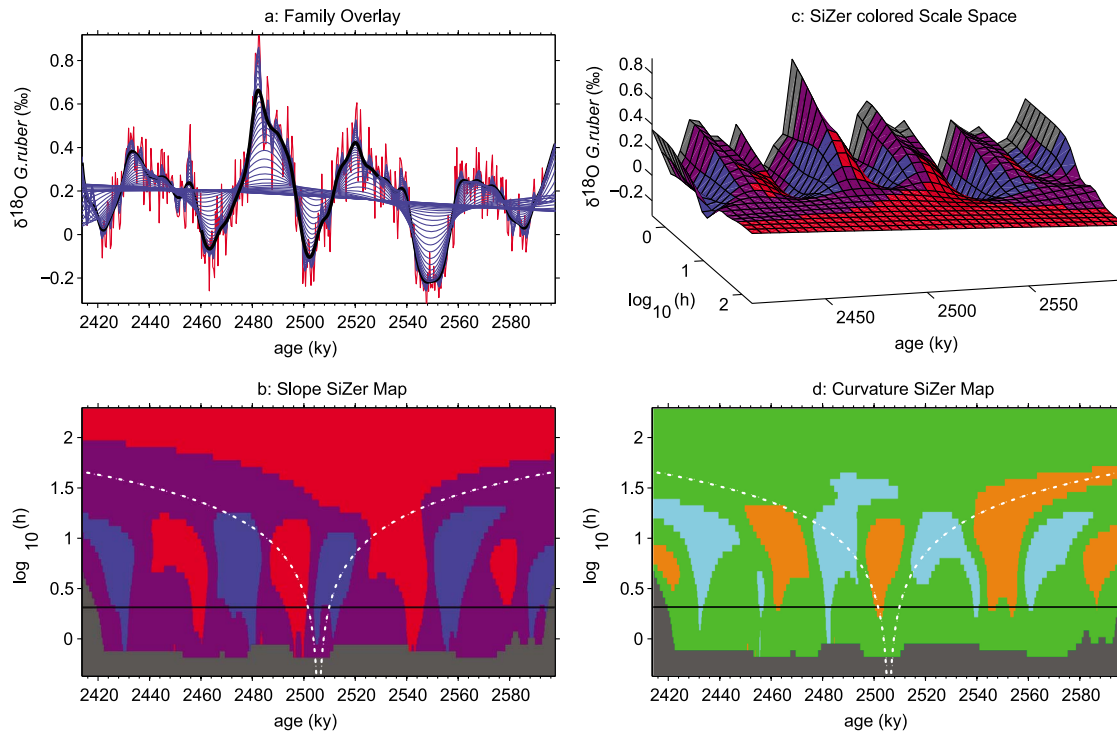 a: Family Overlay
δ18O G.ruber (‰)
0.8
0.6
0.4
0.2
0
−0.2
2420 2440 2460 2480 2500 2520 2540 2560 2580
age (ky)
c: SiZer colored Scale Space
δ18O G.ruber (‰)
0.8
0.6
0.4
0.2
0
−0.2
0
1
2
log10(h)
2450
2500
2550
age (ky)
b: Slope SiZer Map
log10(h)
2
1.5
1
0.5
0
2420 2440 2460 2480 2500 2520 2540 2560 2580
age (ky)
d: Curvature SiZer Map
log10(h)
2
1.5
1
0.5
0
2420 2440 2460 2480 2500 2520 2540 2560 2580
age (ky)